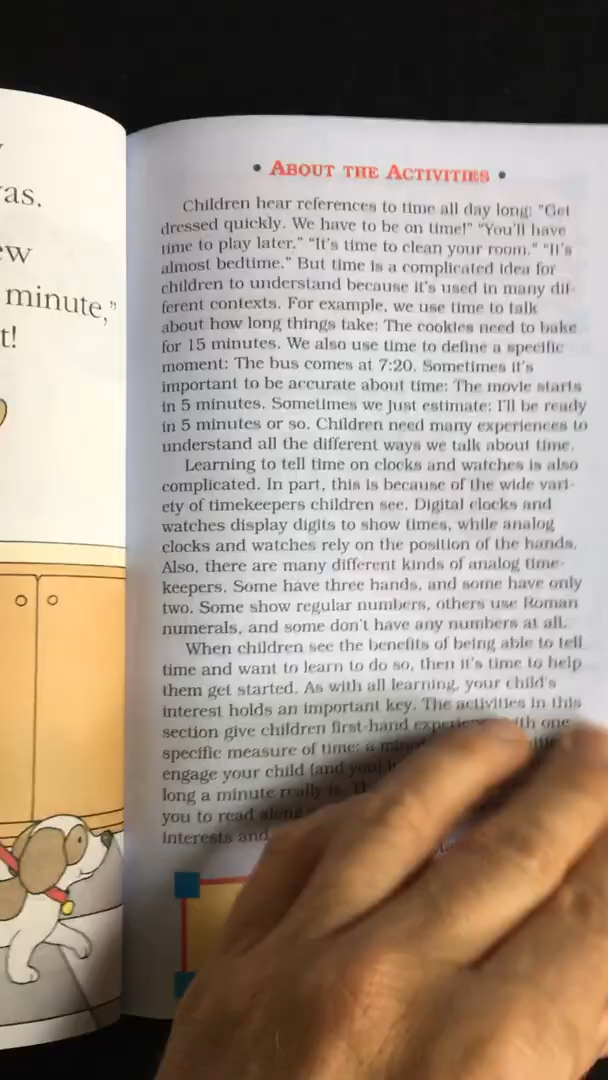 as.
ew
minute,"
t!
• ABOUT THE ACTIVITIES •
Children hear references to time all day long: "Get
dressed quickly. We have to be on time!" "You'll have
time to play later." "It's time to clean your room." "It's
almost bedtime." But time is a complicated idea for
children to understand because it's used in many dif-
ferent contexts. For example, we use time to talk
about how long things take: The cookies need to bake
for 15 minutes. We also use time to define a specific
moment: The bus comes at 7:20. Sometimes it's
important to be accurate about time: The movie starts
in 5 minutes. Sometimes we just estimate: I'll be ready
in 5 minutes or so. Children need many experiences to
understand all the different ways we talk about time.
Learning to tell time on clocks and watches is also
complicated. In part, this is because of the wide vari-
ety of timekeepers children see. Digital clocks and
watches display digits to show times, while analog
clocks and watches rely on the position of the hands.
Also, there are many different kinds of analog time-
keepers. Some have three hands, and some have only
two. Some show regular numbers, others use Roman
numerals, and some don't have any numbers at all.
When children see the benefits of being able to tell
time and want to learn to do so, then it's time to help
them get started. As with all learning, your child's
interest holds an important key. The activities in this
section give children first-hand with one
specific measure of time: a
engage your child (and you)
long a minute really is.
you to read along
interests and